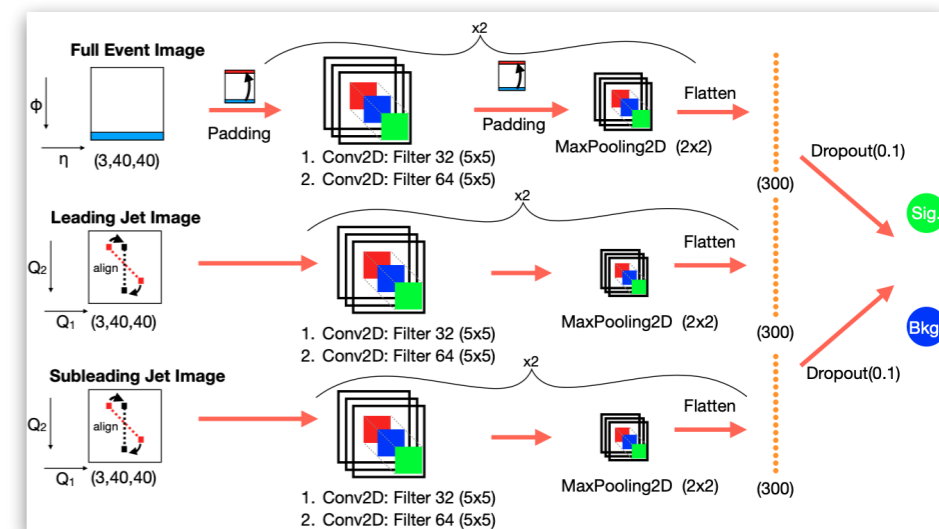 x2
Full Event Image
Φ
η
(3,40,40)
Padding
Padding
1. Conv2D: Filter 32 (5x5)
2. Conv2D: Filter 64 (5x5)
MaxPooling2D (2x2)
Flatten
(300)
Dropout(0.1)
Sig.
x2
Leading Jet Image
Q2
align
Q1
(3,40,40)
1. Conv2D: Filter 32 (5x5)
2. Conv2D: Filter 64 (5x5)
MaxPooling2D (2x2)
Flatten
(300)
Bkg
Dropout(0.1)
x2
Subleading Jet Image
Q2
align
Q1
(3,40,40)
1. Conv2D: Filter 32 (5x5)
2. Conv2D: Filter 64 (5x5)
MaxPooling2D (2x2)
Flatten
(300)